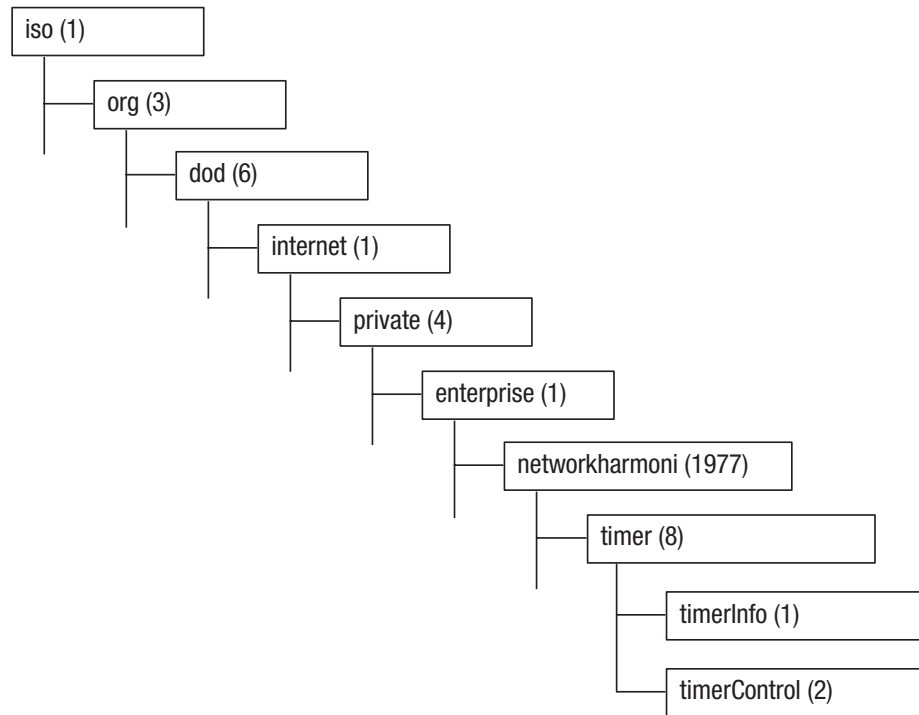 iso (1)
org (3)
dod (6)
internet (1)
private (4)
enterprise (1)
networkharmoni (1977)
timer (8)
timerInfo (1)
timerControl (2)